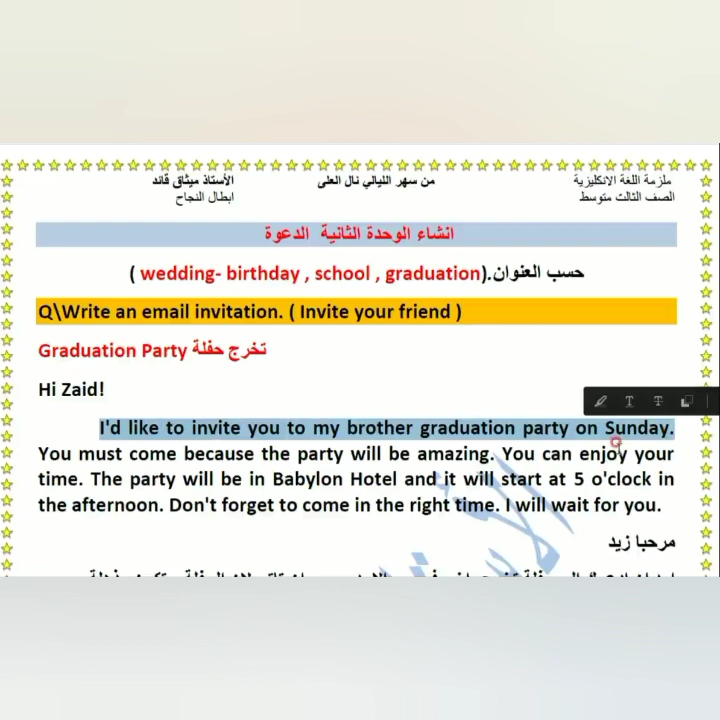 ملزمة اللغة الانكليزية من سهر الليالي نال العلى الأستاذ ميثاق قائد
الصف الثالث متوسط ابطال النجاح
انشاء الوحدة الثانية الدعوة
حسب العنوان.(wedding- birthday , school , graduation )
Q\Write an email invitation. ( Invite your friend )
Graduation Party تخرج حفلة
Hi Zaid!
I'd like to invite you to my brother graduation party on Sunday.
You must come because the party will be amazing. You can enjoy your
time. The party will be in Babylon Hotel and it will start at 5 o'clock in
the afternoon. Don't forget to come in the right time. I will wait for you.
مرحبا زيد